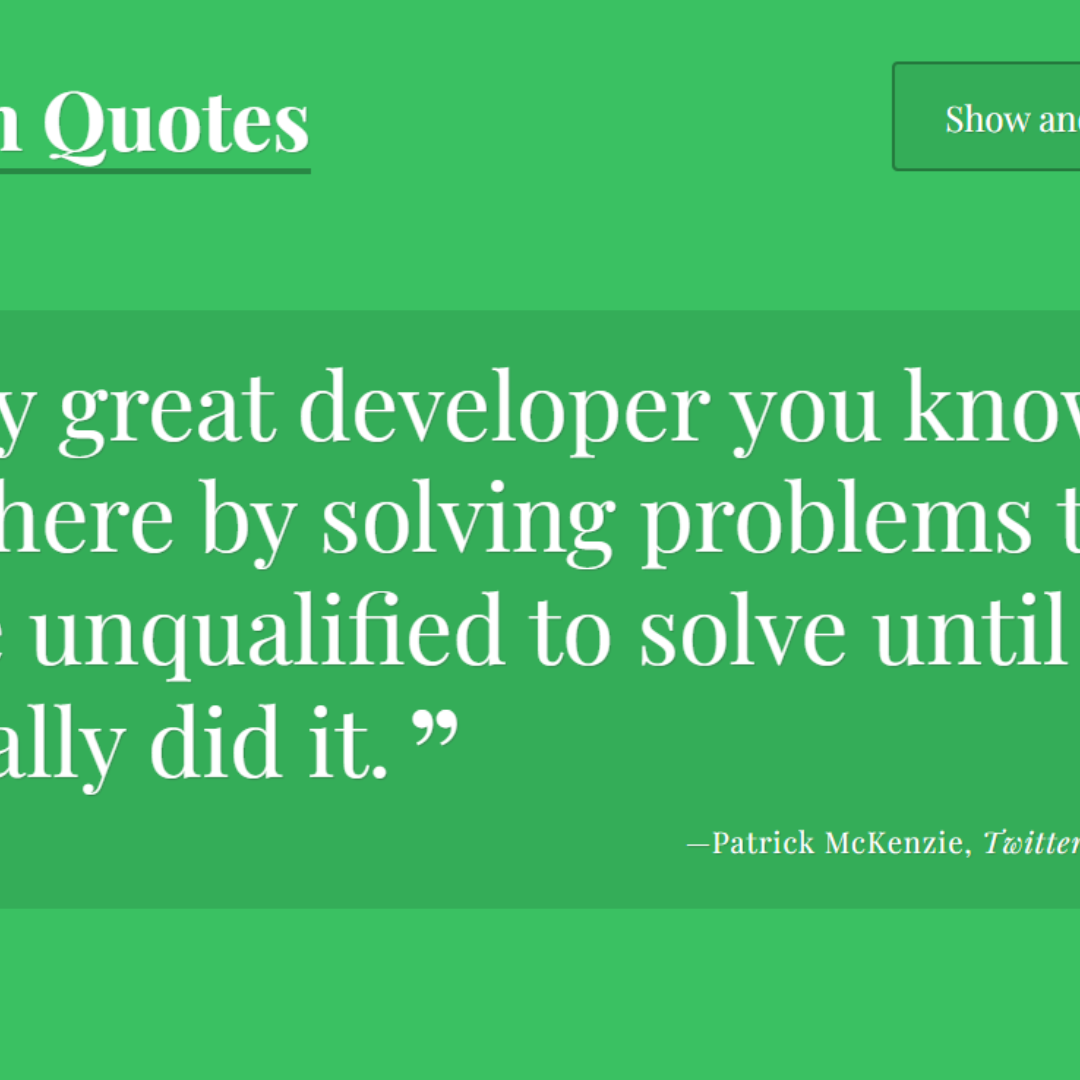 n Quotes
Show and
y great developer you know
here by solving problems t
e unqualified to solve until
ally did it. ”
—Patrick McKenzie, Twitter